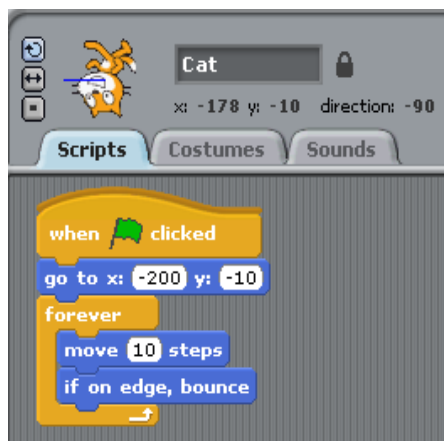 Cat
x: -178 y: -10 direction: -90
Scripts Costumes Sounds
when clicked
go to x: -200 y: -10
forever
move 10 steps
if on edge, bounce